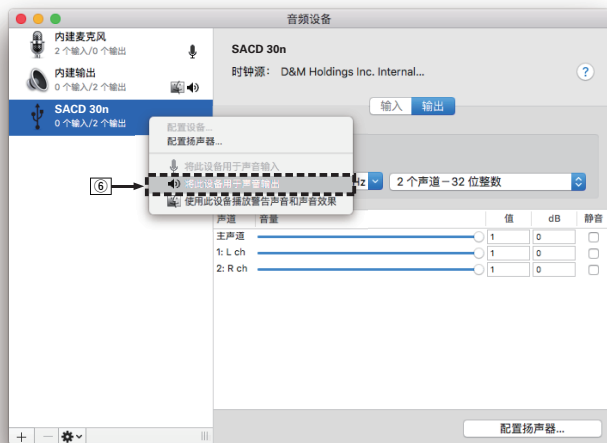 音频设备
内建麦克风
2 个输入/0 个输出
内建输出
0 个输入/2 个输出
SACD 30n
0 个输入/2 个输出
SACD 30n
时钟源： D&M Holdings Inc. Internal...
?
输入 输出
配置设备...
配置扬声器...
将此设备用于声音输入
⑥ 将此设备用于声音输出
使用此设备播放警告声音和声音效果
Hz 2 个声道－32 位整数
声道 音量 值 dB 静音
主声道 1 0
1: L ch 1 0
2: R ch 1 0
配置扬声器...